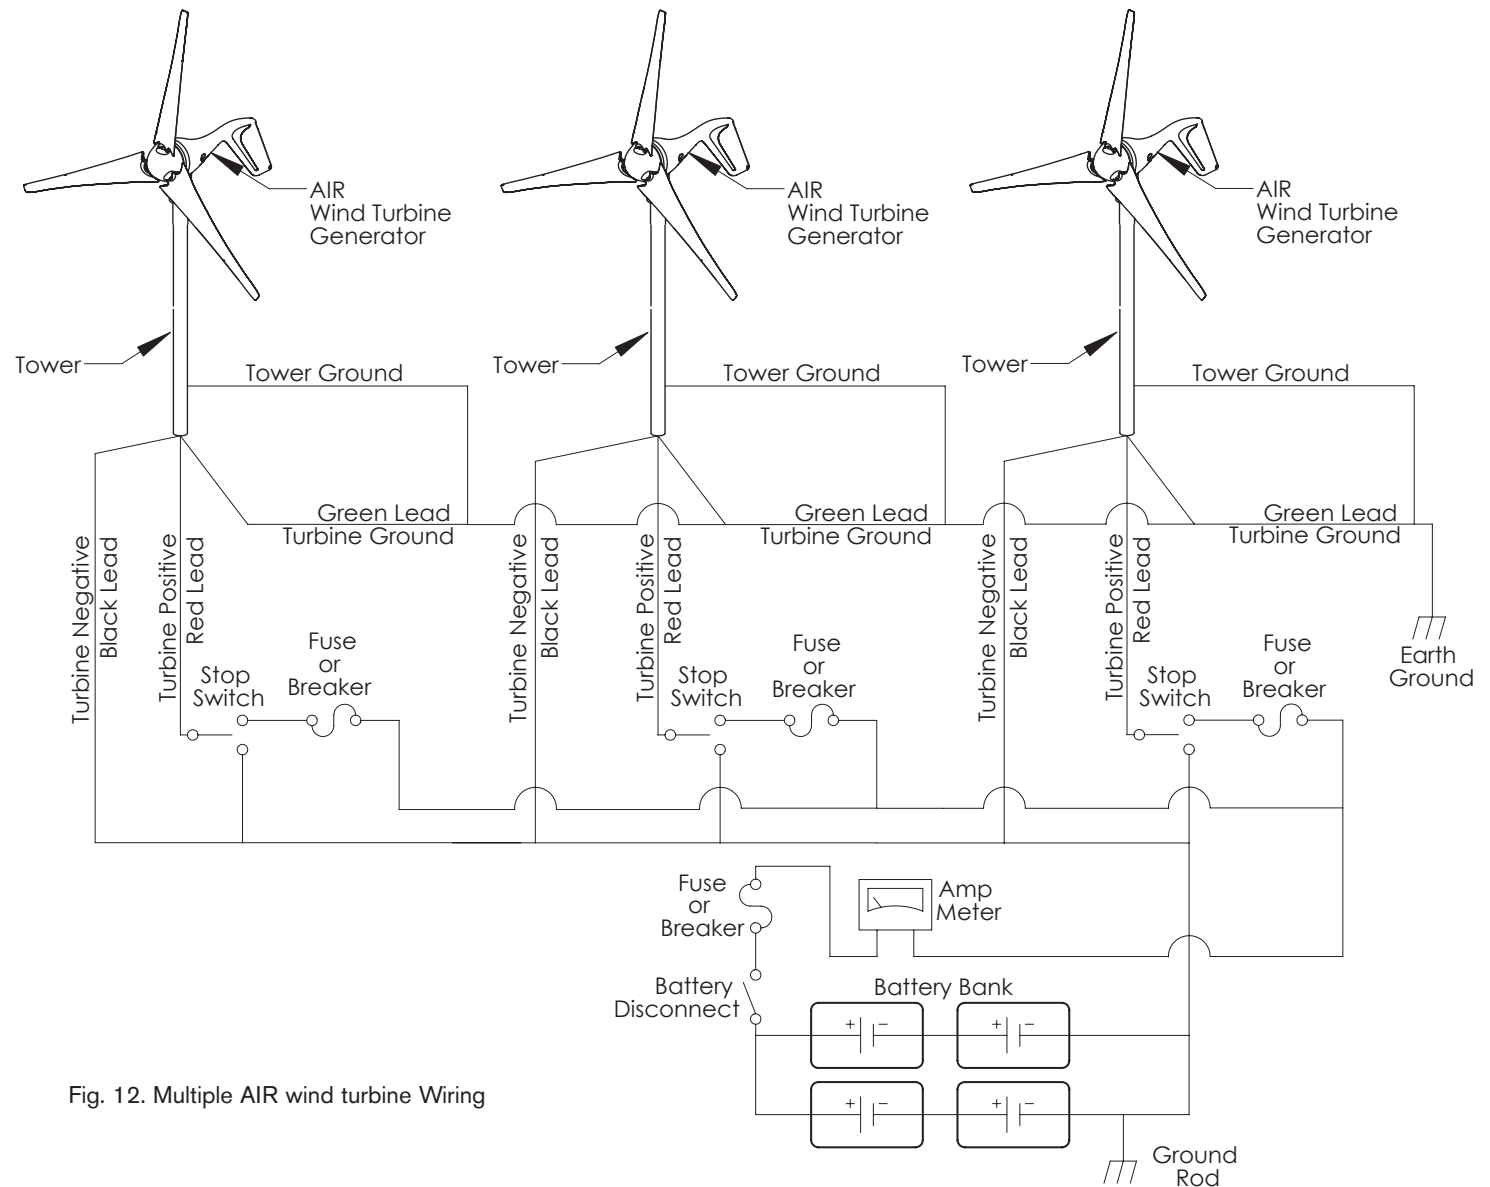 AIR
Wind Turbine
Generator
AIR
Wind Turbine
Generator
AIR
Wind Turbine
Generator
Tower
Tower
Tower
Tower Ground
Tower Ground
Tower Ground
Green Lead
Turbine Ground
Green Lead
Turbine Ground
Green Lead
Turbine Ground
Turbine Negative
Black Lead
Turbine Positive
Red Lead
Stop
Switch
Fuse
or
Breaker
Turbine Negative
Black Lead
Turbine Positive
Red Lead
Stop
Switch
Fuse
or
Breaker
Turbine Negative
Black Lead
Turbine Positive
Red Lead
Stop
Switch
Fuse
or
Breaker
Earth
Ground
Fuse
or
Breaker
Amp
Meter
Battery
Disconnect
Battery Bank
+ −
+ −
+ −
+ −
Ground
Rod
Fig. 12. Multiple AIR wind turbine Wiring